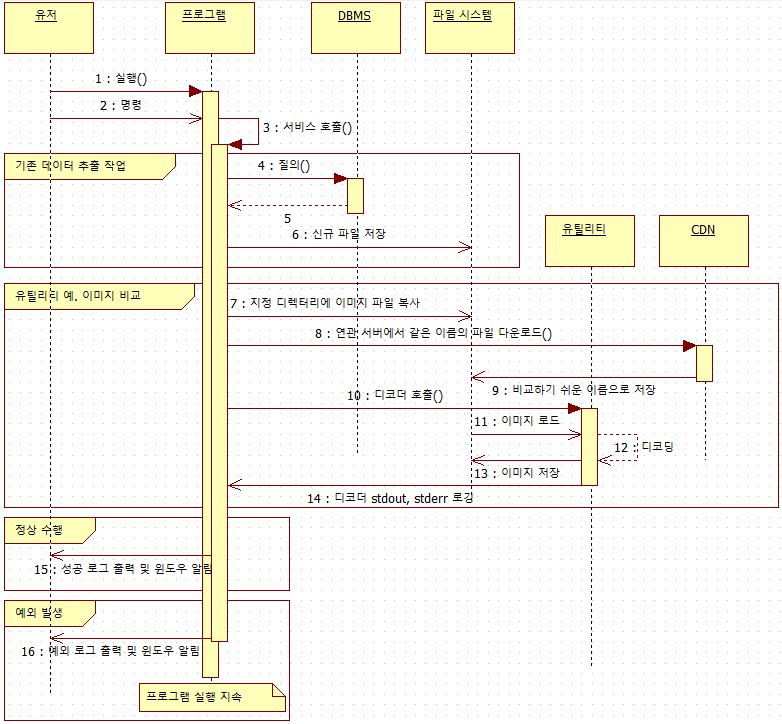 유저
프로그램
DBMS
파일 시스템
1 : 실행()
2 : 명령
3 : 서비스 호출()
기존 데이터 추출 작업
4 : 질의()
5
6 : 신규 파일 저장
유틸리티
CDN
유틸리티 예. 이미지 비교
7 : 지정 디렉터리에 이미지 파일 복사
8 : 연관 서버에서 같은 이름의 파일 다운로드()
9 : 비교하기 쉬운 이름으로 저장
10 : 디코더 호출()
11 : 이미지 로드
12 : 디코딩
13 : 이미지 저장
14 : 디코더 stdout, stderr 로깅
정상 수행
15 : 성공 로그 출력 및 윈도우 알림
예외 발생
16 : 예외 로그 출력 및 윈도우 알림
프로그램 실행 지속